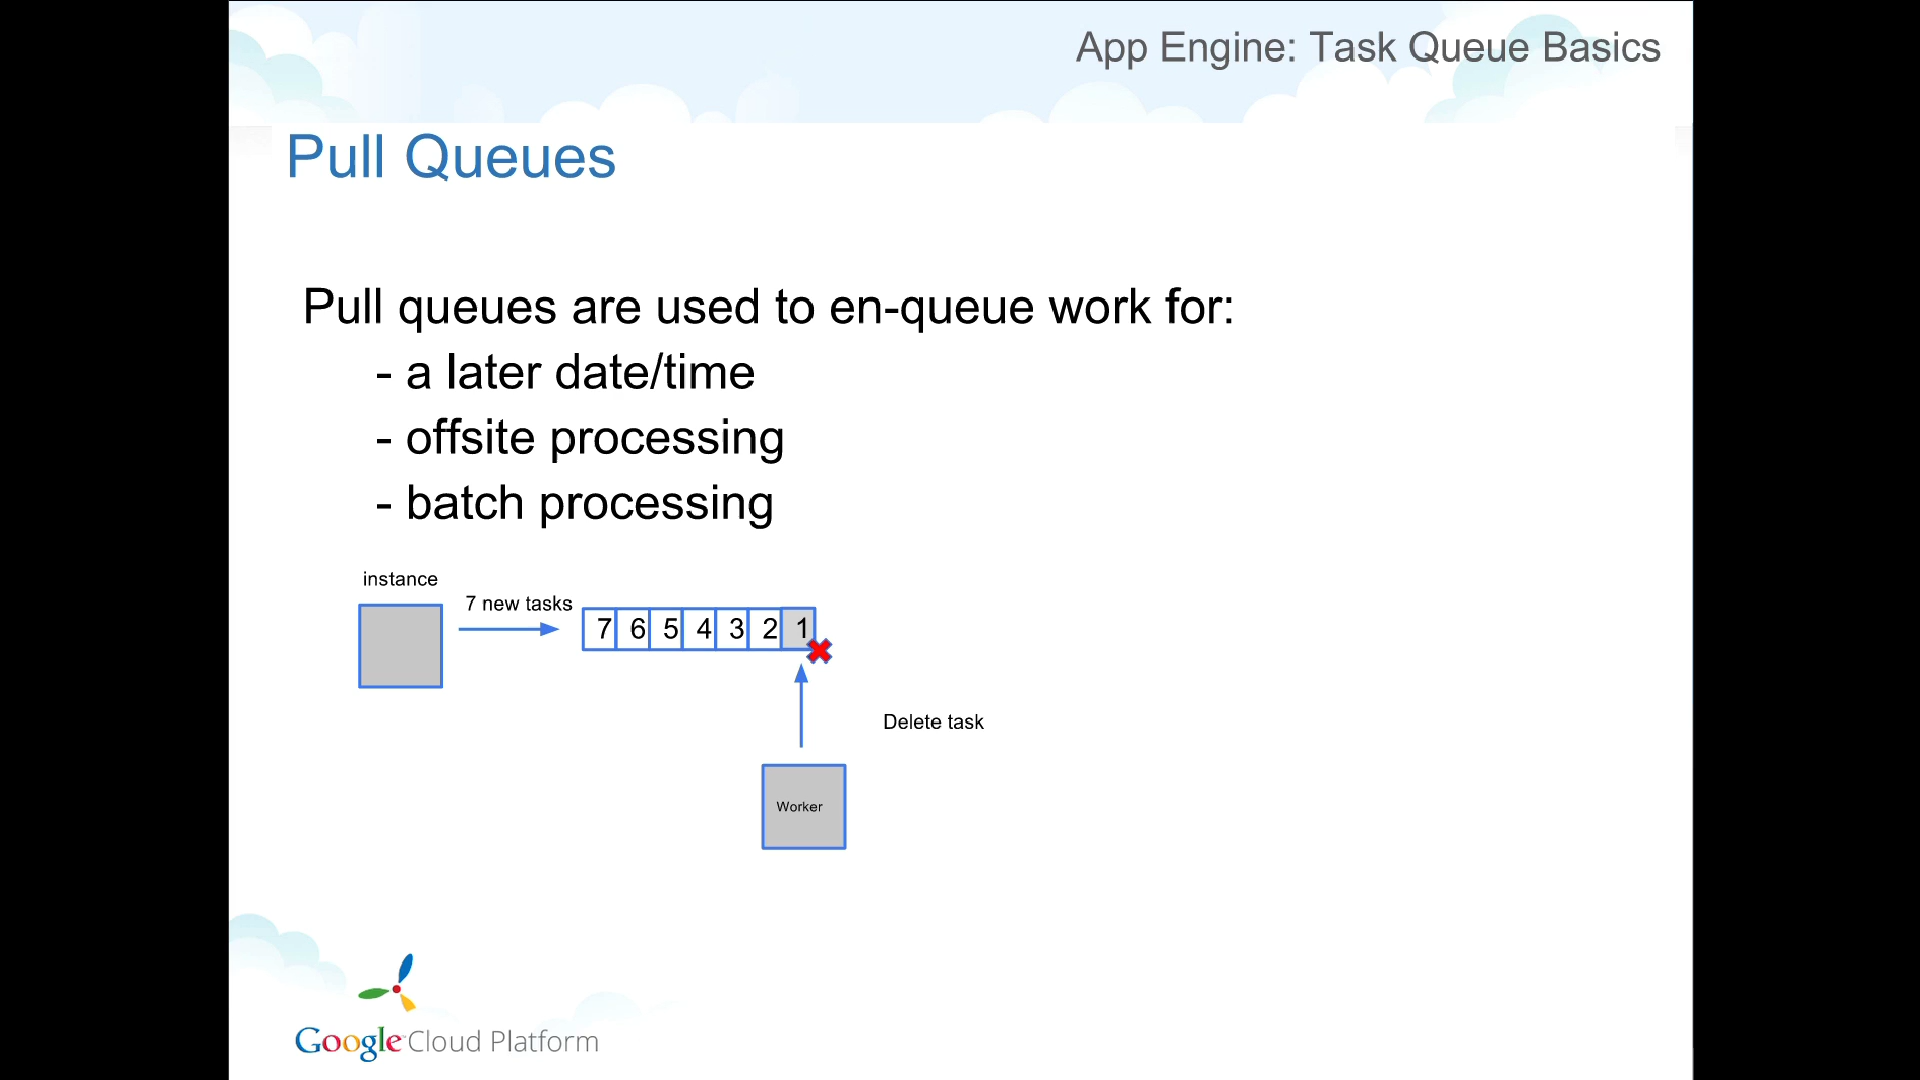 App Engine: Task Queue Basics
Pull Queues
Pull queues are used to en-queue work for:
- a later date/time
- offsite processing
- batch processing
instance
7 new tasks
7 6 5 4 3 2 1
Delete task
Worker
Google Cloud Platform